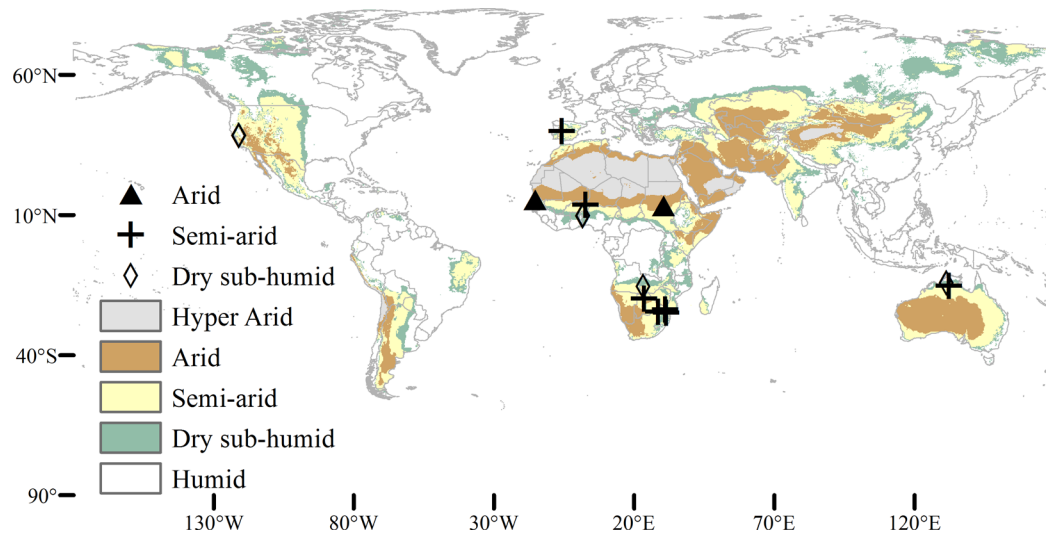 60°N
10°N
40°S
90°
Arid
Semi-arid
Dry sub-humid
Hyper Arid
Arid
Semi-arid
Dry sub-humid
Humid
130°W
80°W
30°W
20°E
70°E
120°E